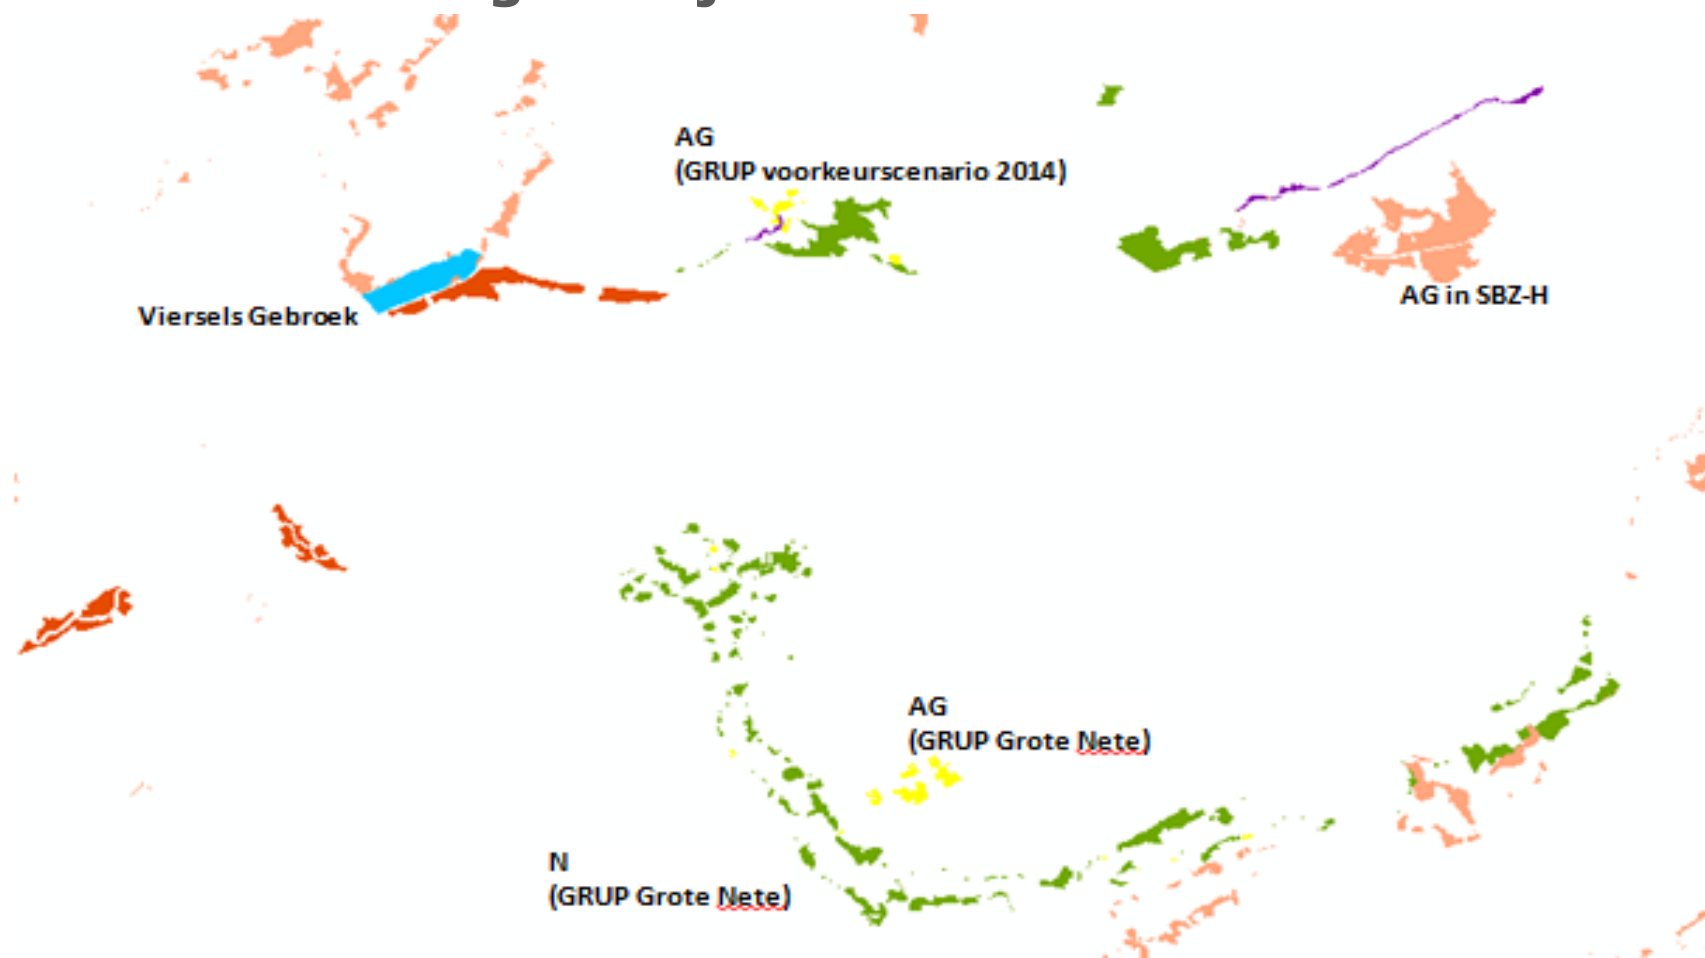 AG
(GRUP voorkeurscenario 2014)
AG in SBZ-H
Viersels Gebroek
AG
(GRUP Grote Nete)
N
(GRUP Grote Nete)